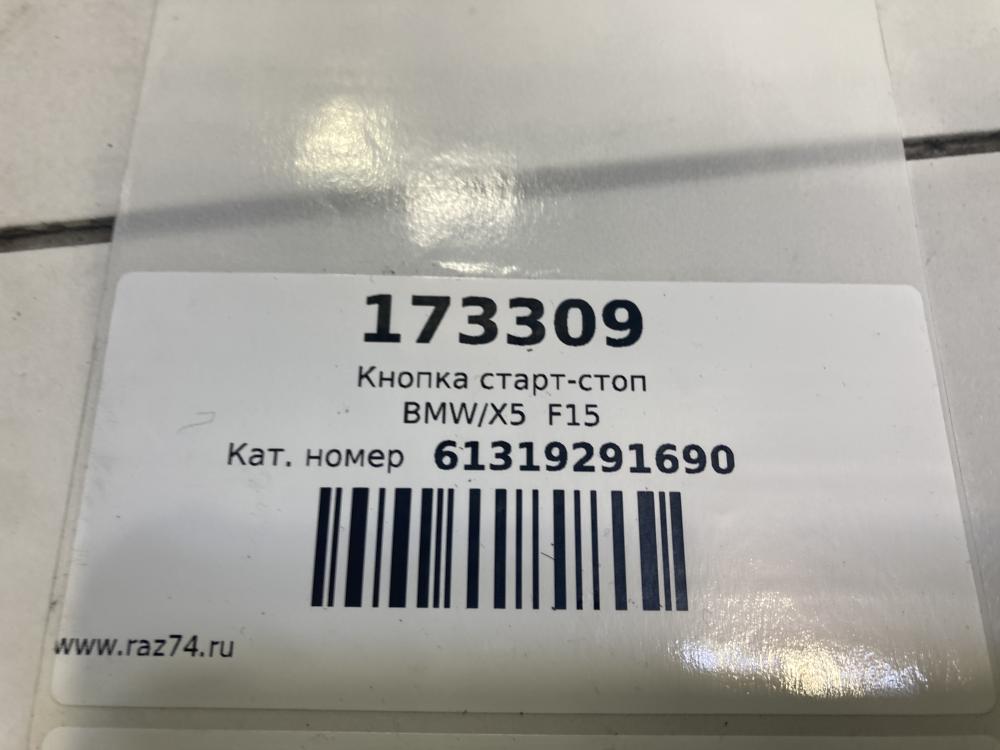 173309
Кнопка старт-стоп
BMW/X5 F15
Кат. номер 61319291690
www.raz74.ru